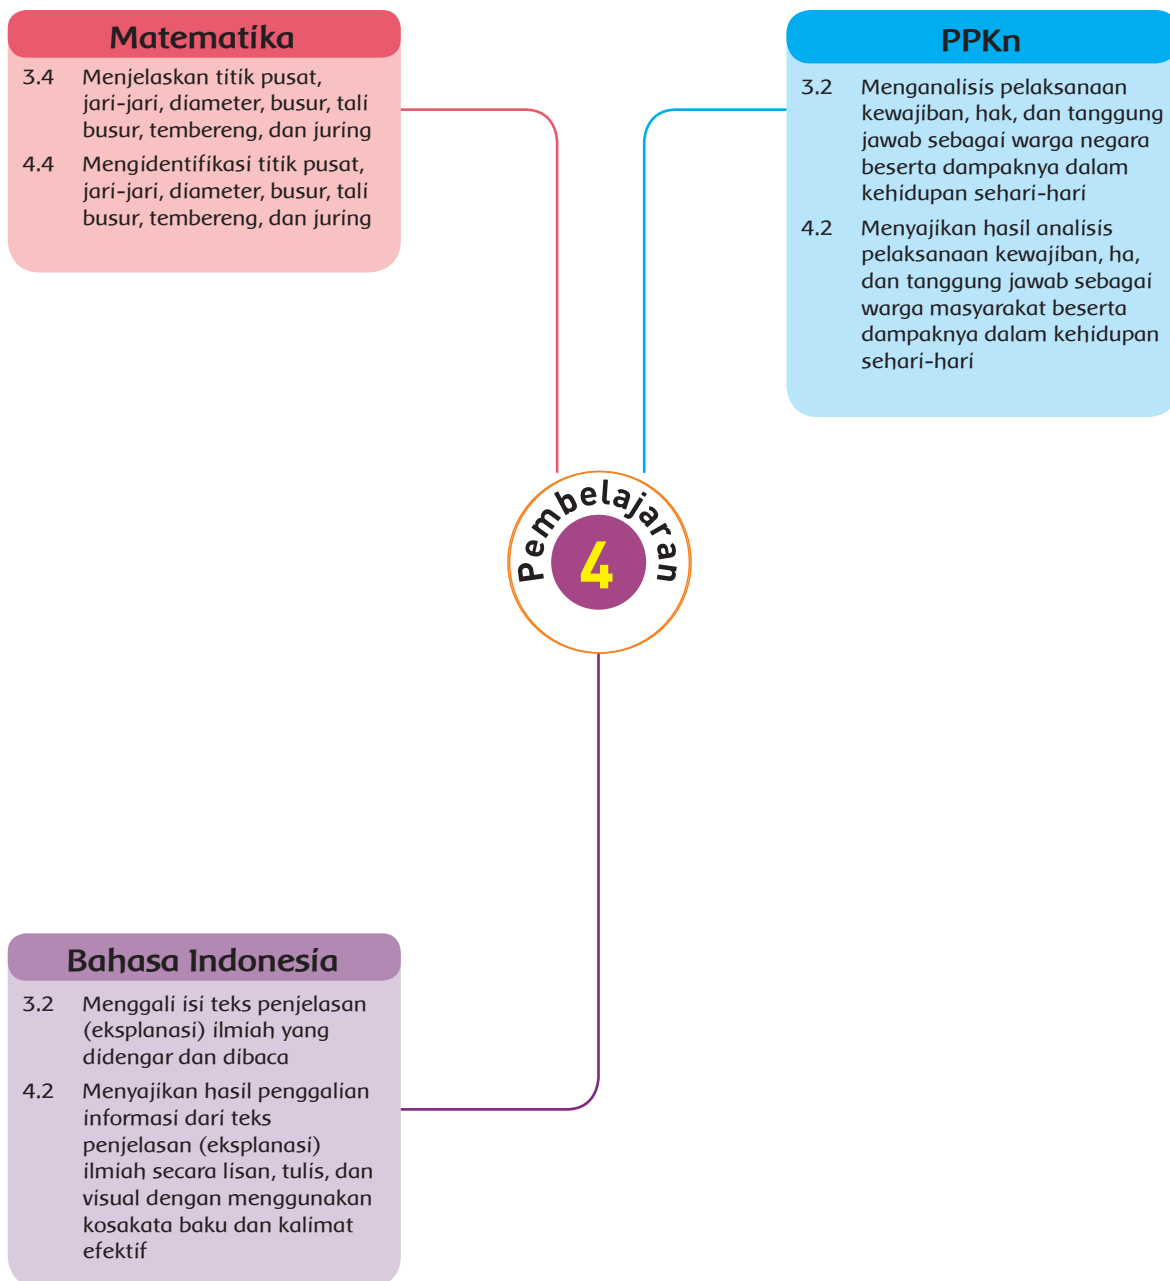 Matematika
3.4 Menjelaskan titik pusat,
jari-jari, diameter, busur, tali
busur, tembereng, dan juring
4.4 Mengidentifikasi titik pusat,
jari-jari, diameter, busur, tali
busur, tembereng, dan juring
PPKn
3.2 Menganalisis pelaksanaan
kewajiban, hak, dan tanggung
jawab sebagai warga negara
beserta dampaknya dalam
kehidupan sehari-hari
4.2 Menyajikan hasil analisis
pelaksanaan kewajiban, ha,
dan tanggung jawab sebagai
warga masyarakat beserta
dampaknya dalam kehidupan
sehari-hari
Pembelajaran
4
Bahasa Indonesia
3.2 Menggali isi teks penjelasan
(eksplanasi) ilmiah yang
didengar dan dibaca
4.2 Menyajikan hasil penggalian
informasi dari teks
penjelasan (eksplanasi)
ilmiah secara lisan, tulis, dan
visual dengan menggunakan
kosakata baku dan kalimat
efektif